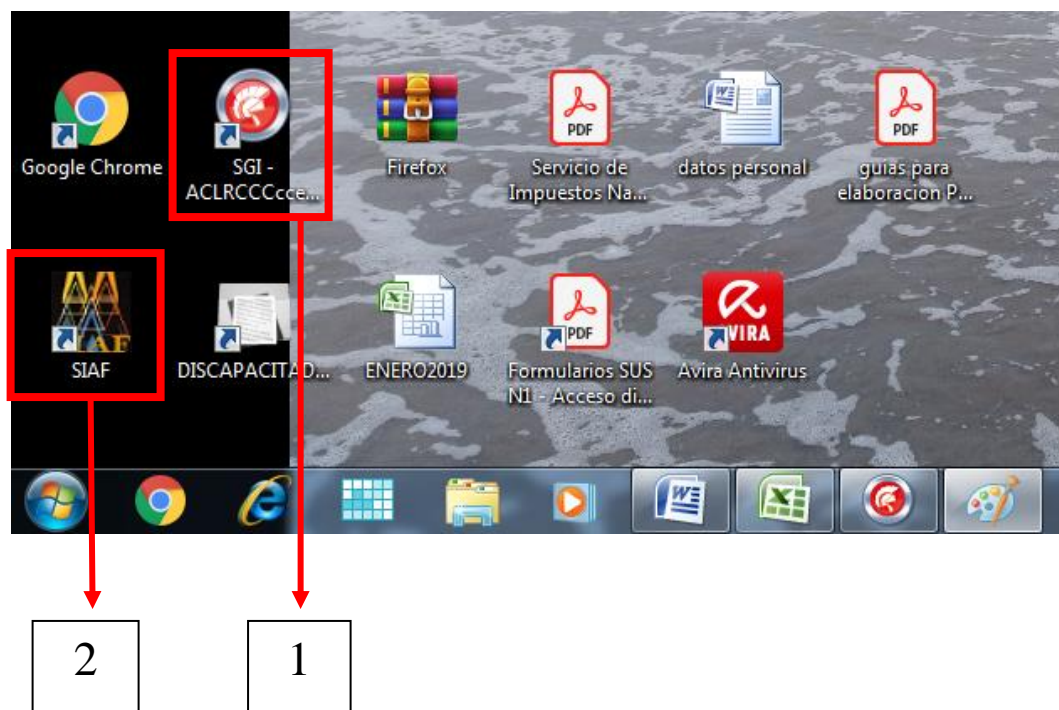 Google Chrome
SGI -
ACLRCCCcce...
Firefox
PDF
Servicio de
Impuestos Na...
datos personal
PDF
guias para
elaboracion P...
SIAF
DISCAPACITAD...
ENERO2019
PDF
Formularios SUS
N1 - Acceso di...
VIRA
Avira Antivirus
2
1